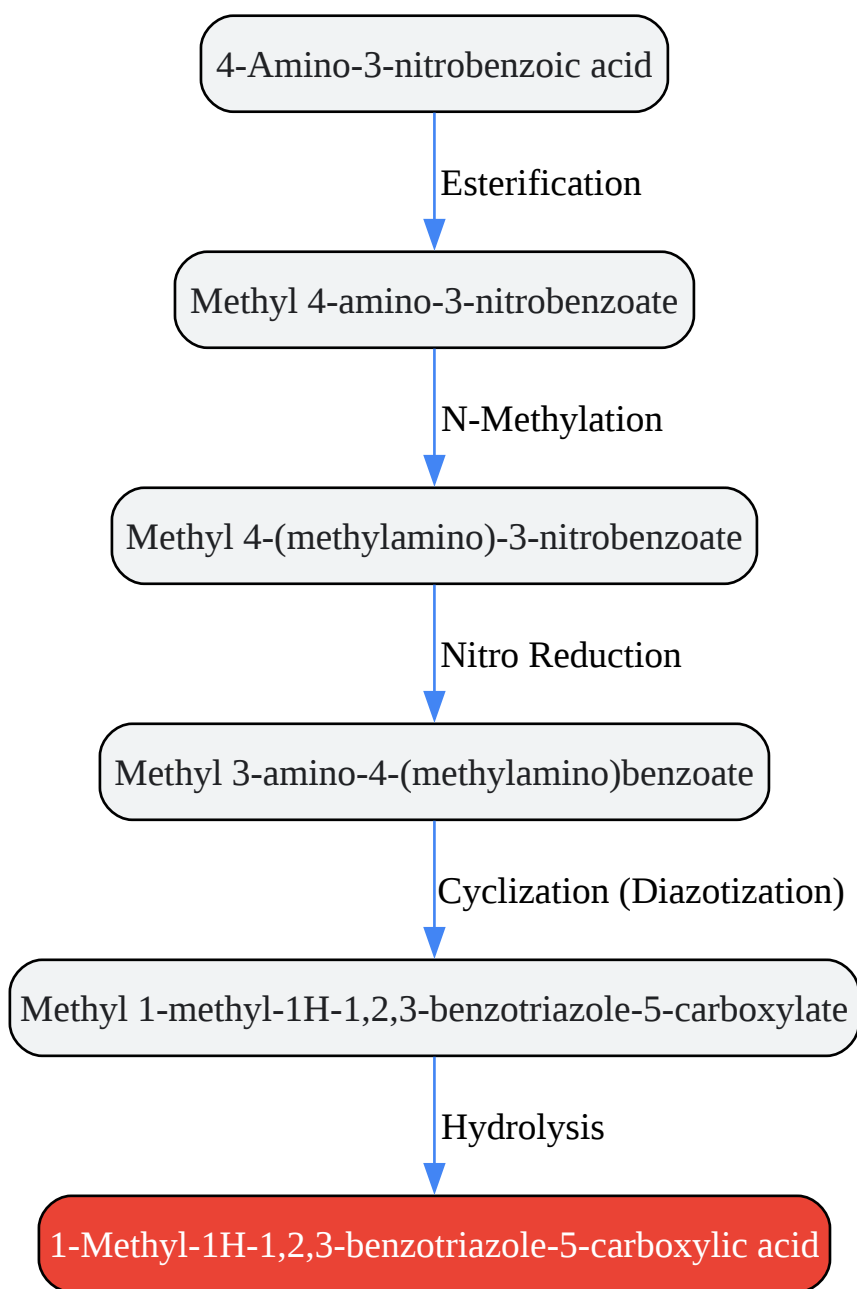 4-Amino-3-nitrobenzoic acid
Esterification
Methyl 4-amino-3-nitrobenzoate
N-Methylation
Methyl 4-(methylamino)-3-nitrobenzoate
Nitro Reduction
Methyl 3-amino-4-(methylamino)benzoate
Cyclization (Diazotization)
Methyl 1-methyl-1H-1,2,3-benzotriazole-5-carboxylate
Hydrolysis
1-Methyl-1H-1,2,3-benzotriazole-5-carboxylic acid